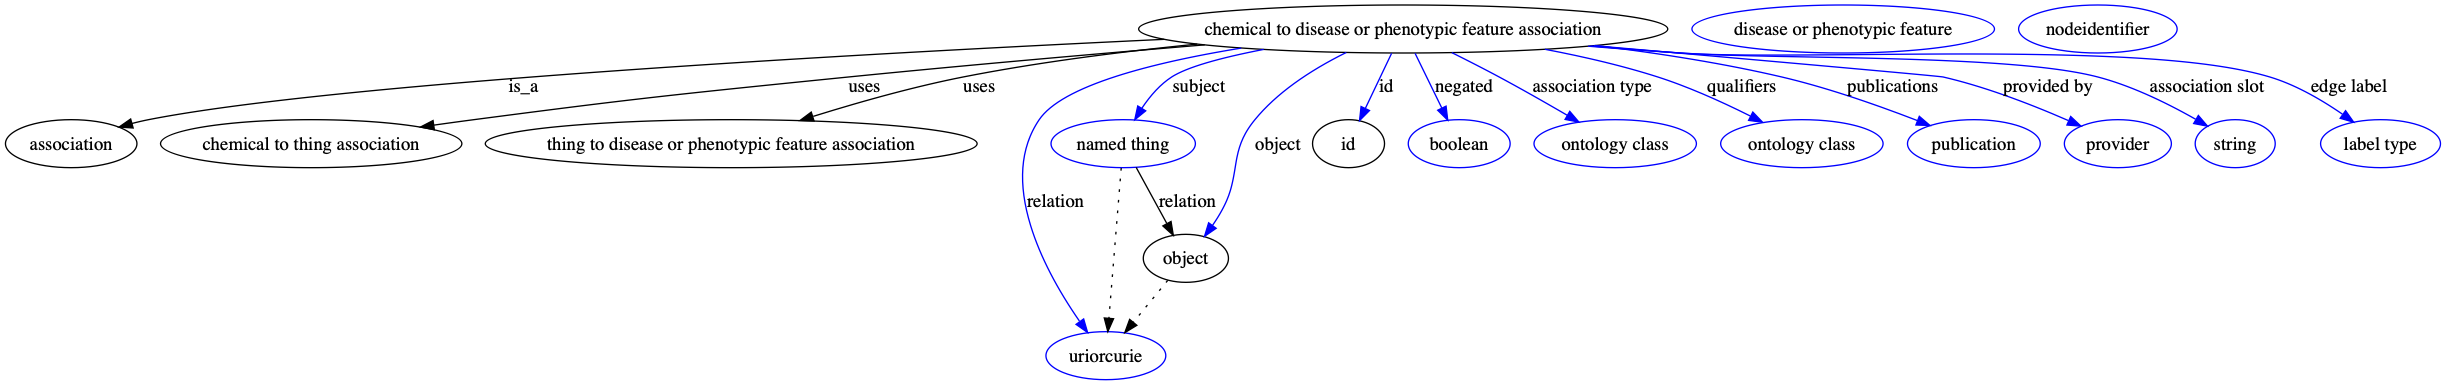 chemical to disease or phenotypic feature association
disease or phenotypic feature
nodeidentifier
is_a
uses
uses
subject
id
negated
association type
qualifiers
publications
provided by
association slot
edge label
association
chemical to thing association
thing to disease or phenotypic feature association
named thing
object
id
boolean
ontology class
ontology class
publication
provider
string
label type
relation
relation
object
uriorcurie